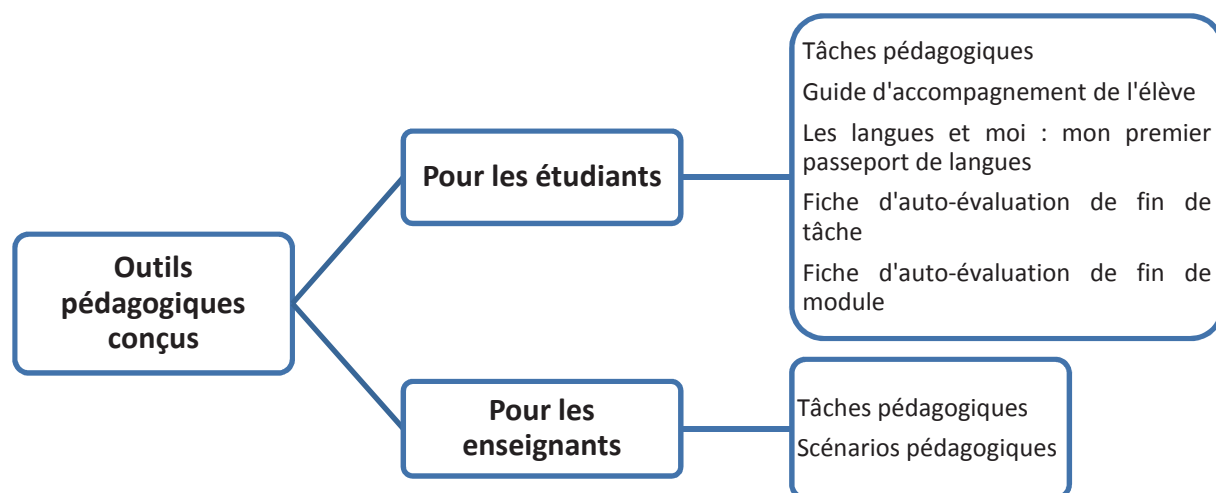 Outils
pédagogiques
conçus
Pour les étudiants
Tâches pédagogiques
Guide d'accompagnement de l'élève
Les langues et moi : mon premier
passeport de langues
Fiche d'auto-évaluation de fin de
tâche
Fiche d'auto-évaluation de fin de
module
Pour les
enseignants
Tâches pédagogiques
Scénarios pédagogiques